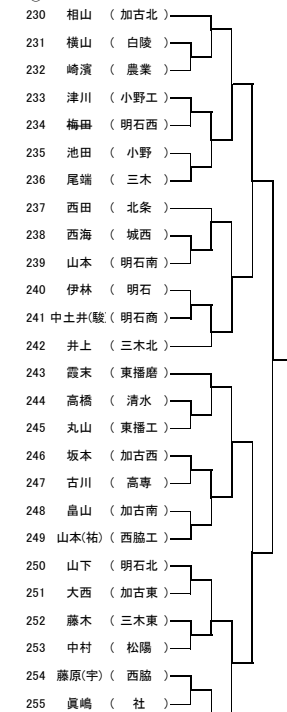 230 相山 ( 加古北 )
231 横山 ( 白陵 )
232 崎濱 ( 農業 )
233 津川 ( 小野工 )
234 梅田 ( 明石西 )
235 池田 ( 小野 )
236 尾端 ( 三木 )
237 西田 ( 北条 )
238 西海 ( 城西 )
239 山本 ( 明石南 )
240 伊林 ( 明石 )
241 中土井(駿) ( 明石商 )
242 井上 ( 三木北 )
243 霞末 ( 東播磨 )
244 高橋 ( 清水 )
245 丸山 ( 東播工 )
246 坂本 ( 加古西 )
247 古川 ( 高専 )
248 畠山 ( 加古南 )
249 山本(祐) ( 西脇工 )
250 山下 ( 明石北 )
251 大西 ( 加古東 )
252 藤木 ( 三木東 )
253 中村 ( 松陽 )
254 藤原(宇) ( 西脇 )
255 眞嶋 ( 社 )